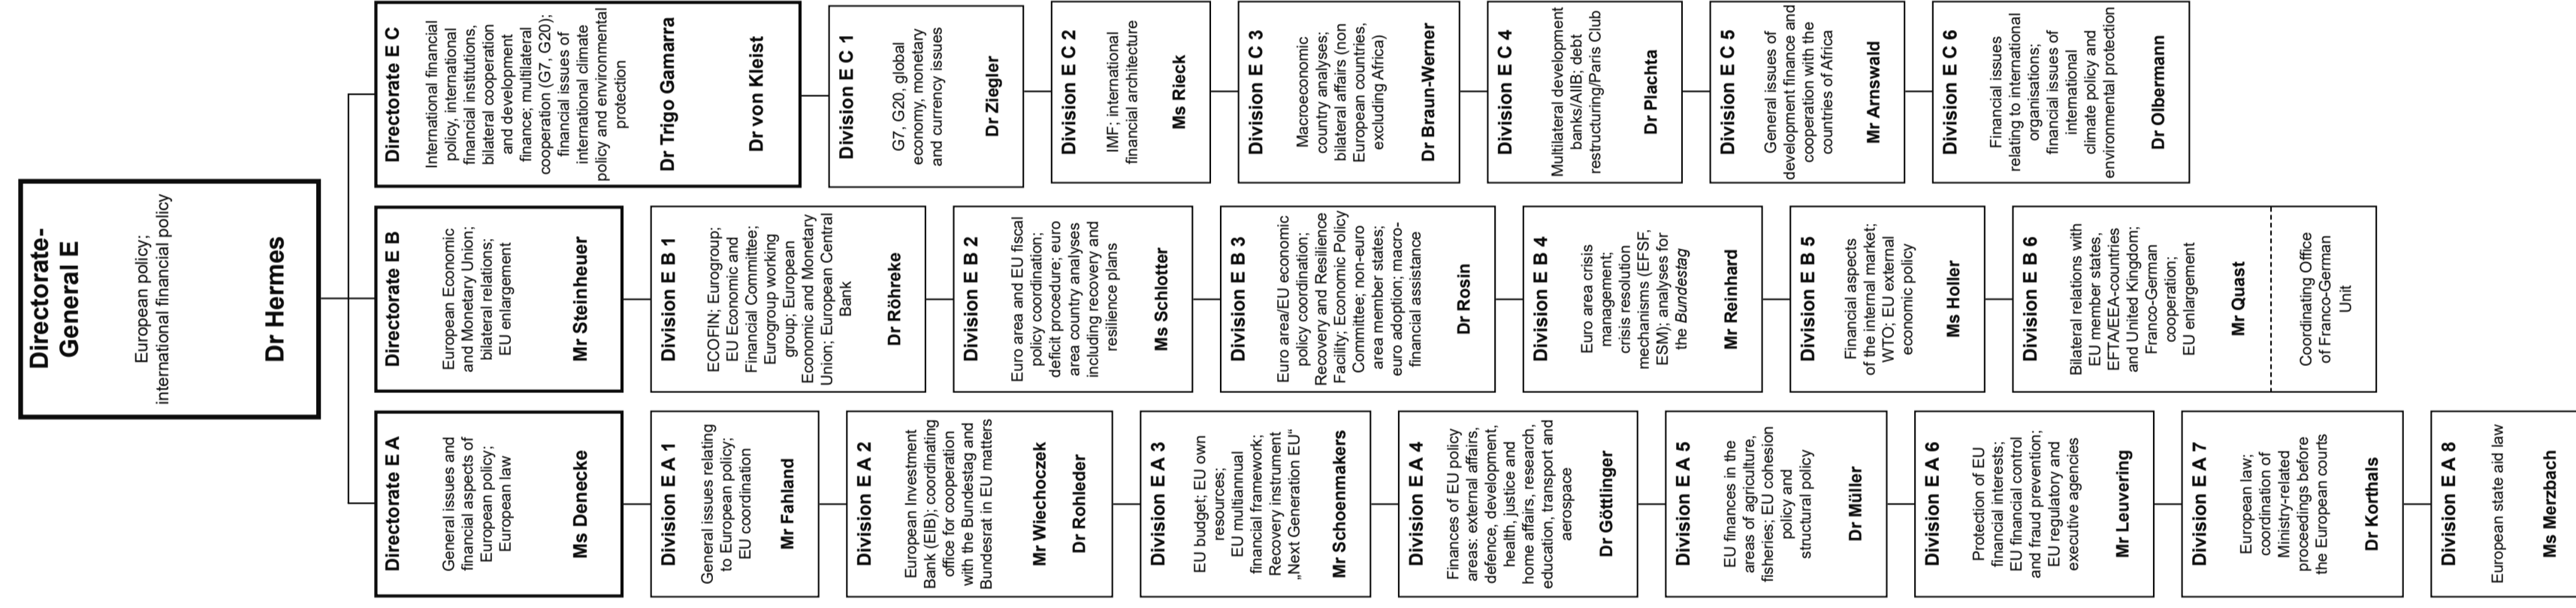 Directorate-
General E
European policy;
international financial policy
Dr Hermes
Directorate E A
General issues and
financial aspects of
European policy;
European law
Ms Denecke
Division E A 1
General issues relating
to European policy;
EU coordination
Mr Fahland
Division E A 2
European Investment
Bank (EIB); coordinating
office for cooperation
with the Bundestag and
Bundesrat in EU matters
Mr Wiechoczek
Dr Rohleder
Division E A 3
EU budget; EU own
resources;
EU multiannual
financial framework;
Recovery instrument
„Next Generation EU“
Mr Schoenmakers
Division E A 4
Finances of EU policy
areas: external affairs,
defence, development,
health, justice and
home affairs, research,
education, transport and
aerospace
Dr Göttlinger
Division E A 5
EU finances in the
areas of agriculture,
fisheries; EU cohesion
policy and
structural policy
Dr Müller
Division E A 6
Protection of EU
financial interests;
EU financial control
and fraud prevention;
EU regulatory and
executive agencies
Mr Leuvering
Division E A 7
European law;
coordination of
Ministry-related
proceedings before
the European courts
Dr Korthals
Division E A 8
European state aid law
Ms Merzbach
Directorate E B
European Economic
and Monetary Union;
bilateral relations;
EU enlargement
Mr Steinheuer
Division E B 1
ECOFIN; Eurogroup;
EU Economic and
Financial Committee;
Eurogroup working
group; European
Economic and Monetary
Union; European Central
Bank
Dr Röhreke
Division E B 2
Euro area and EU fiscal
policy coordination;
deficit procedure; euro
area country analyses
including recovery and
resilience plans
Ms Schlotter
Division E B 3
Euro area/EU economic
policy coordination;
Recovery and Resilience
Facility; Economic Policy
Committee; non-euro
area member states;
euro adoption; macro-
financial assistance
Dr Rosin
Division E B 4
Euro area crisis
management;
crisis resolution
mechanisms (EFSF,
ESM); analyses for
the Bundestag
Mr Reinhard
Division E B 5
Financial aspects
of the internal market;
WTO; EU external
economic policy
Ms Holler
Division E B 6
Bilateral relations with
EU member states,
EFTA/EEA-countries
and United Kingdom;
Franco-German
cooperation;
EU enlargement
Mr Quast
Coordinating Office
of Franco-German
Unit
Directorate E C
International financial
policy, international
financial institutions,
bilateral cooperation
and development
finance; multilateral
cooperation (G7, G20);
financial issues of
international climate
policy and environmental
protection
Dr Trigo Gamarra
Dr von Kleist
Division E C 1
G7, G20, global
economy, monetary
and currency issues
Dr Ziegler
Division E C 2
IMF; international
financial architecture
Ms Rieck
Division E C 3
Macroeconomic
country analyses;
bilateral affairs (non
European countries,
excluding Africa)
Dr Braun-Werner
Division E C 4
Multilateral development
banks/AIIB; debt
restructuring/Paris Club
Dr Plachta
Division E C 5
General issues of
development finance and
cooperation with the
countries of Africa
Mr Arnswald
Division E C 6
Financial issues
relating to international
organisations;
financial issues of
international
climate policy and
environmental protection
Dr Olbermann